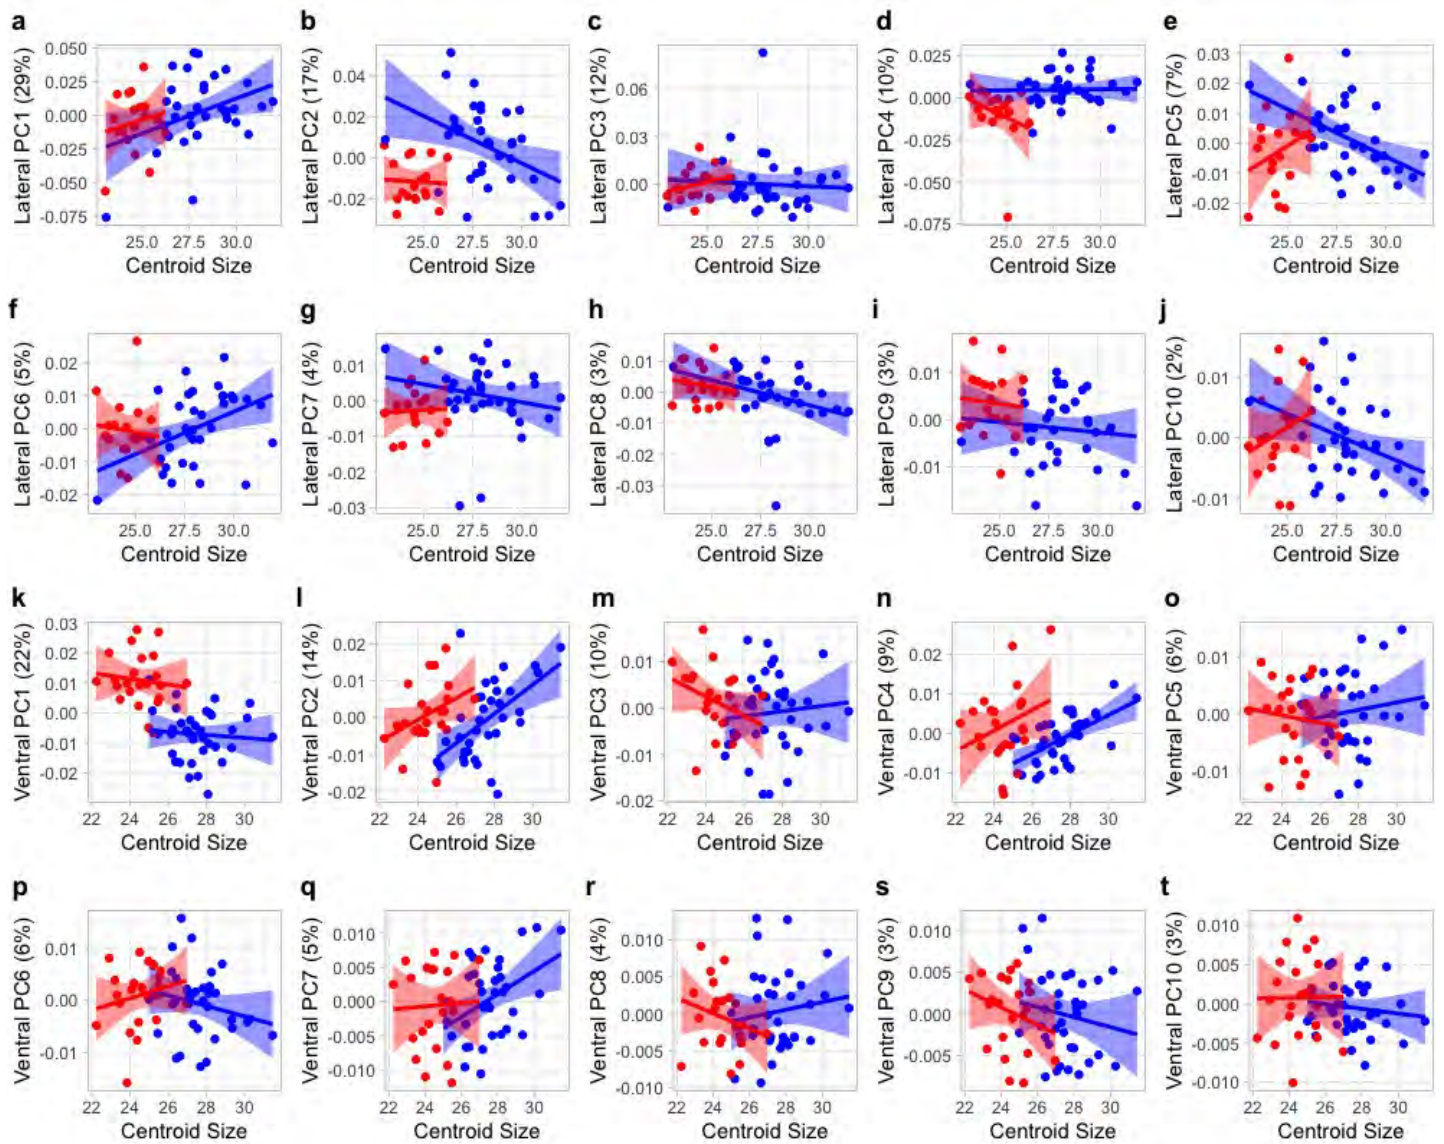 a b c d e
Lateral PC1 (29%)
0.050
0.025
0.000
-0.025
-0.050
-0.075
25.0 27.5 30.0
Centroid Size
Lateral PC2 (17%)
0.04
0.02
0.00
-0.02
25.0 27.5 30.0
Centroid Size
Lateral PC3 (12%)
0.06
0.03
0.00
25.0 27.5 30.0
Centroid Size
Lateral PC4 (10%)
0.025
0.000
-0.025
-0.050
-0.075
25.0 27.5 30.0
Centroid Size
Lateral PC5 (7%)
0.03
0.02
0.01
0.00
-0.01
-0.02
25.0 27.5 30.0
Centroid Size
f g h i j
Lateral PC6 (5%)
0.02
0.01
0.00
-0.01
-0.02
25.0 27.5 30.0
Centroid Size
Lateral PC7 (4%)
0.01
0.00
-0.01
-0.02
-0.03
25.0 27.5 30.0
Centroid Size
Lateral PC8 (3%)
0.01
0.00
-0.01
-0.02
-0.03
25.0 27.5 30.0
Centroid Size
Lateral PC9 (3%)
0.01
0.00
-0.01
25.0 27.5 30.0
Centroid Size
Lateral PC10 (2%)
0.01
0.00
-0.01
25.0 27.5 30.0
Centroid Size
k l m n o
Ventral PC1 (22%)
0.03
0.02
0.01
0.00
-0.01
-0.02
22 24 26 28 30
Centroid Size
Ventral PC2 (14%)
0.02
0.01
0.00
-0.01
-0.02
22 24 26 28 30
Centroid Size
Ventral PC3 (10%)
0.01
0.00
-0.01
-0.02
22 24 26 28 30
Centroid Size
Ventral PC4 (9%)
0.02
0.01
0.00
-0.01
22 24 26 28 30
Centroid Size
Ventral PC5 (6%)
0.01
0.00
-0.01
22 24 26 28 30
Centroid Size
p q r s t
Ventral PC6 (6%)
0.01
0.00
-0.01
22 24 26 28 30
Centroid Size
Ventral PC7 (5%)
0.010
0.005
0.000
-0.005
-0.010
22 24 26 28 30
Centroid Size
Ventral PC8 (4%)
0.010
0.005
0.000
-0.005
-0.010
22 24 26 28 30
Centroid Size
Ventral PC9 (3%)
0.010
0.005
0.000
-0.005
22 24 26 28 30
Centroid Size
Ventral PC10 (3%)
0.010
0.005
0.000
-0.005
-0.010
22 24 26 28 30
Centroid Size